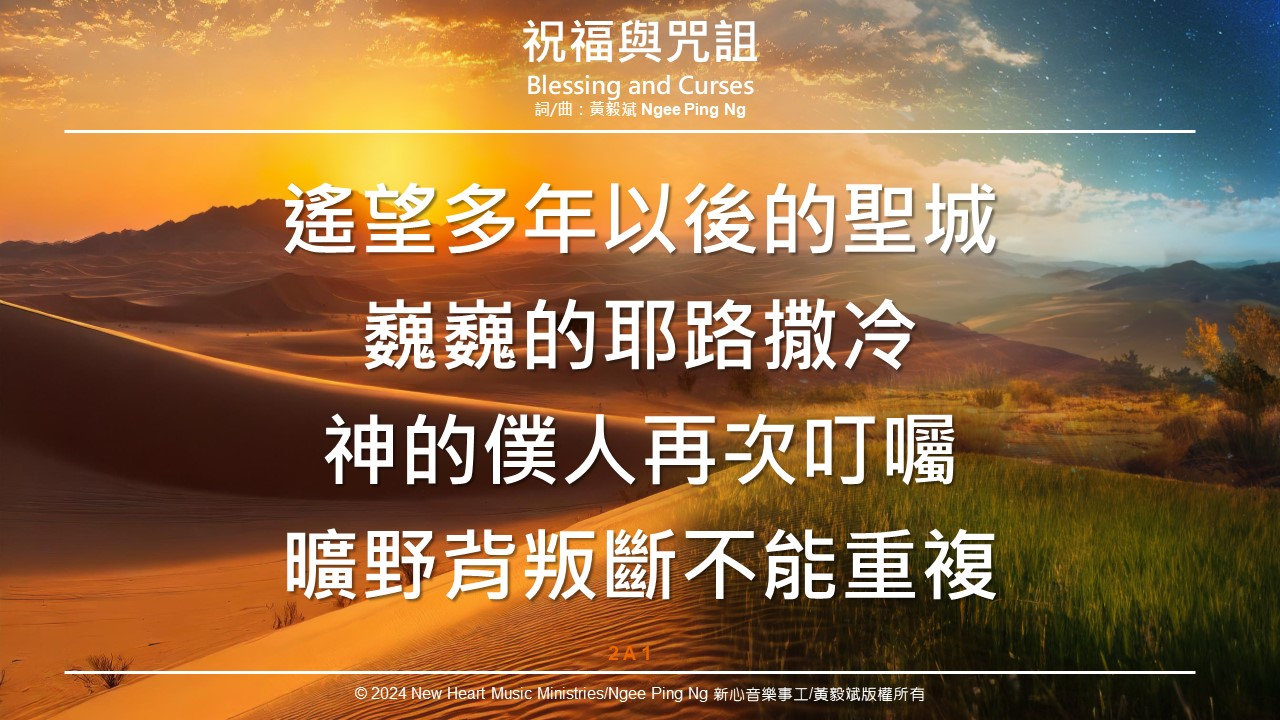 祝福與咒詛
Blessing and Curses
詞/曲：黃毅斌 Ngee Ping Ng
遙望多年以後的聖城
巍巍的耶路撒冷
神的僕人再次叮囑
曠野背叛斷不能重複
2A1
© 2024 New Heart Music Ministries/Ngee Ping Ng 新心音樂事工/黃毅斌版權所有